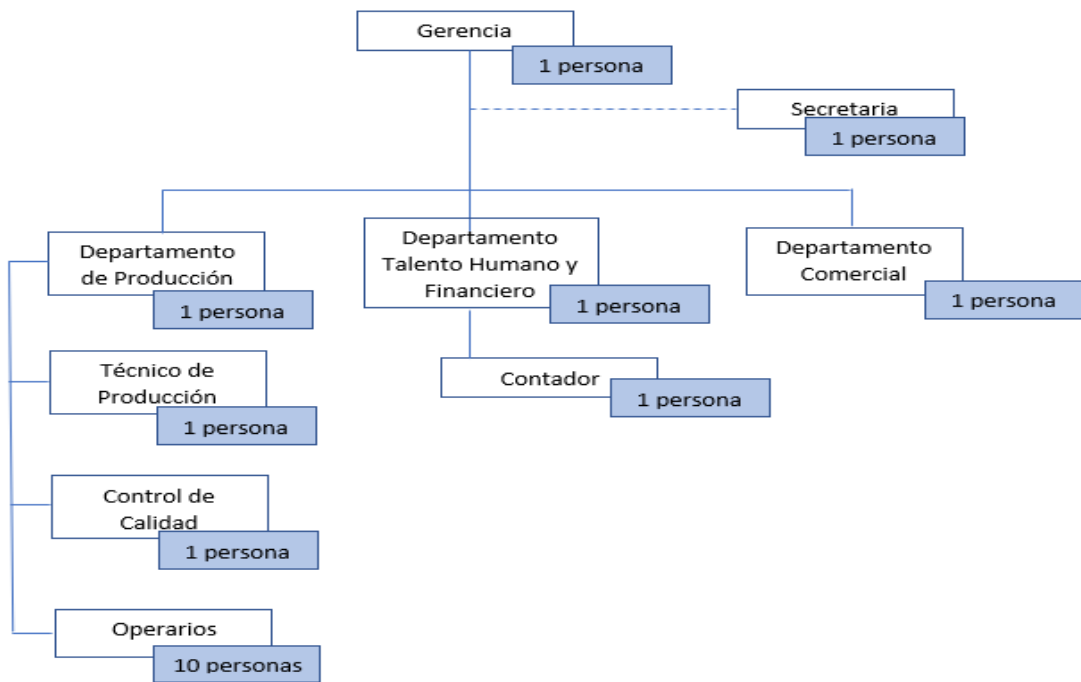 Gerencia
1 persona
Secretaria
1 persona
Departamento
de Producción
1 persona
Departamento
Talento Humano y
Financiero
1 persona
Departamento
Comercial
1 persona
Técnico de
Producción
1 persona
Contador
1 persona
Control de
Calidad
1 persona
Operarios
10 personas